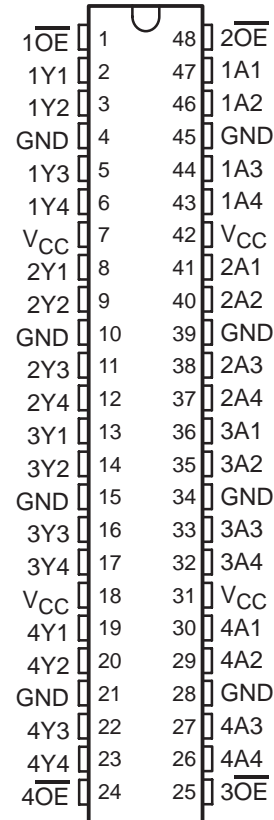 1O̅E̅ 1 48 2O̅E̅
1Y1 2 47 1A1
1Y2 3 46 1A2
GND 4 45 GND
1Y3 5 44 1A3
1Y4 6 43 1A4
VCC 7 42 VCC
2Y1 8 41 2A1
2Y2 9 40 2A2
GND 10 39 GND
2Y3 11 38 2A3
2Y4 12 37 2A4
3Y1 13 36 3A1
3Y2 14 35 3A2
GND 15 34 GND
3Y3 16 33 3A3
3Y4 17 32 3A4
VCC 18 31 VCC
4Y1 19 30 4A1
4Y2 20 29 4A2
GND 21 28 GND
4Y3 22 27 4A3
4Y4 23 26 4A4
4O̅E̅ 24 25 3O̅E̅